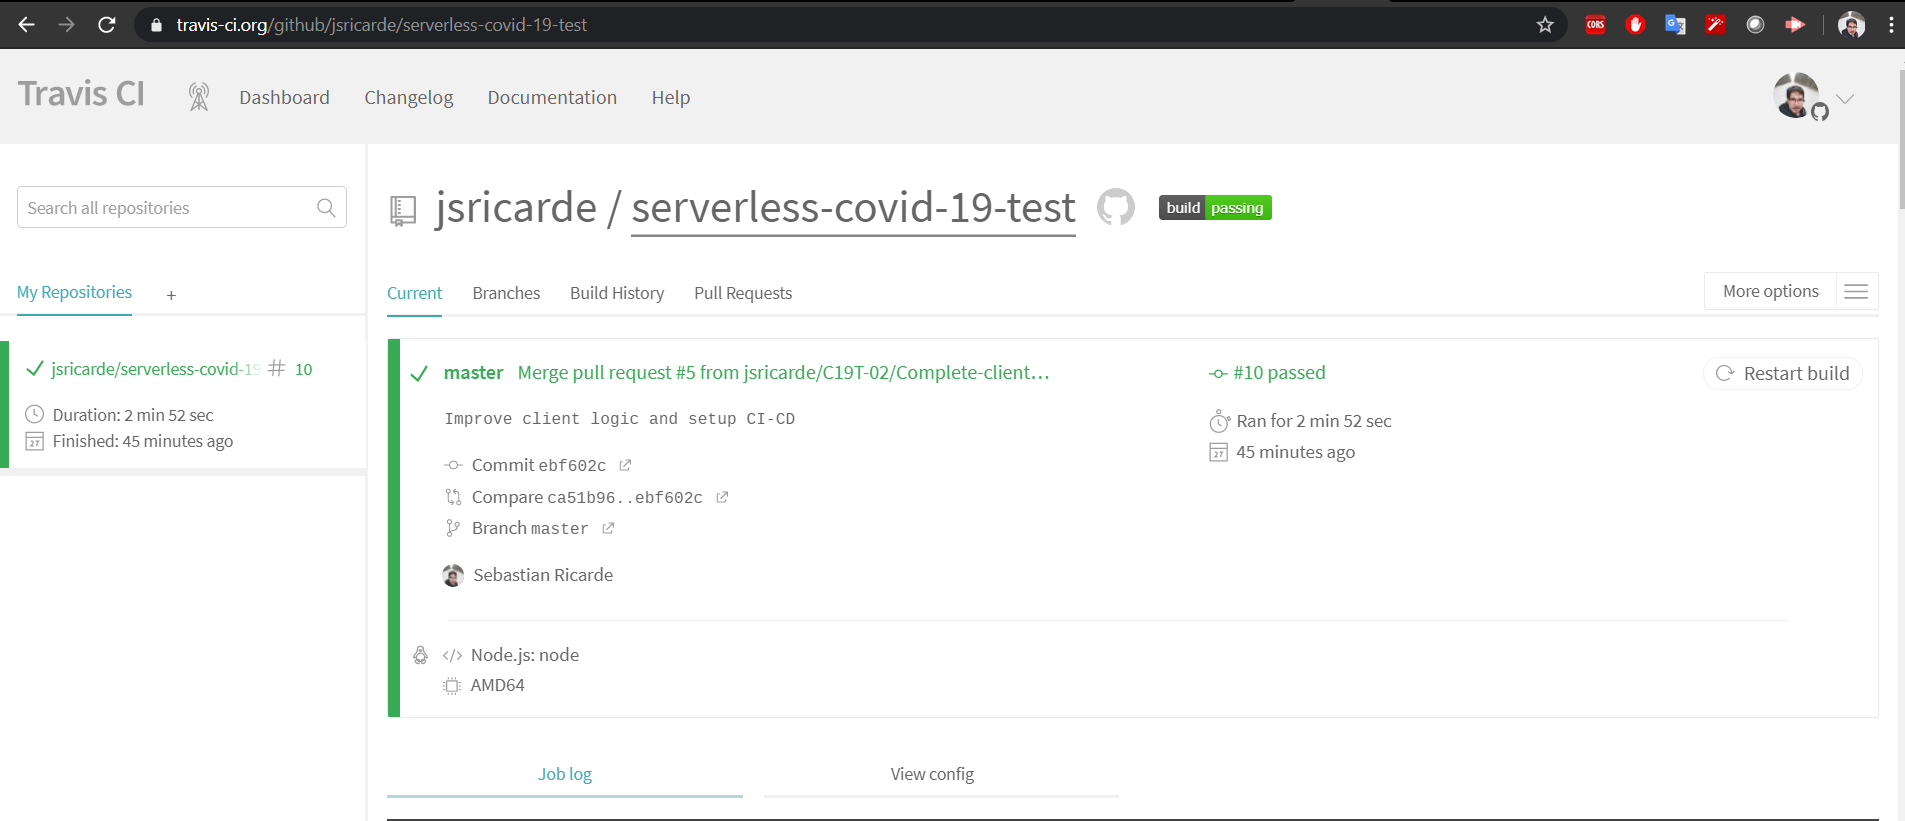 travis-ci.org/github/jsricarde/serverless-covid-19-test
CORS
Travis CI
Dashboard
Changelog
Documentation
Help
Search all repositories
jsricarde / serverless-covid-19-test
build passing
My Repositories
+
Current
Branches
Build History
Pull Requests
More options
jsricarde/serverless-covid-19
# 10
Duration: 2 min 52 sec
Finished: 45 minutes ago
master Merge pull request #5 from jsricarde/C19T-02/Complete-client…
Improve client logic and setup CI-CD
Commit ebf602c
Compare ca51b96..ebf602c
Branch master
Sebastian Ricarde
#10 passed
Ran for 2 min 52 sec
27 45 minutes ago
Restart build
</> Node.js: node
AMD64
Job log
View config